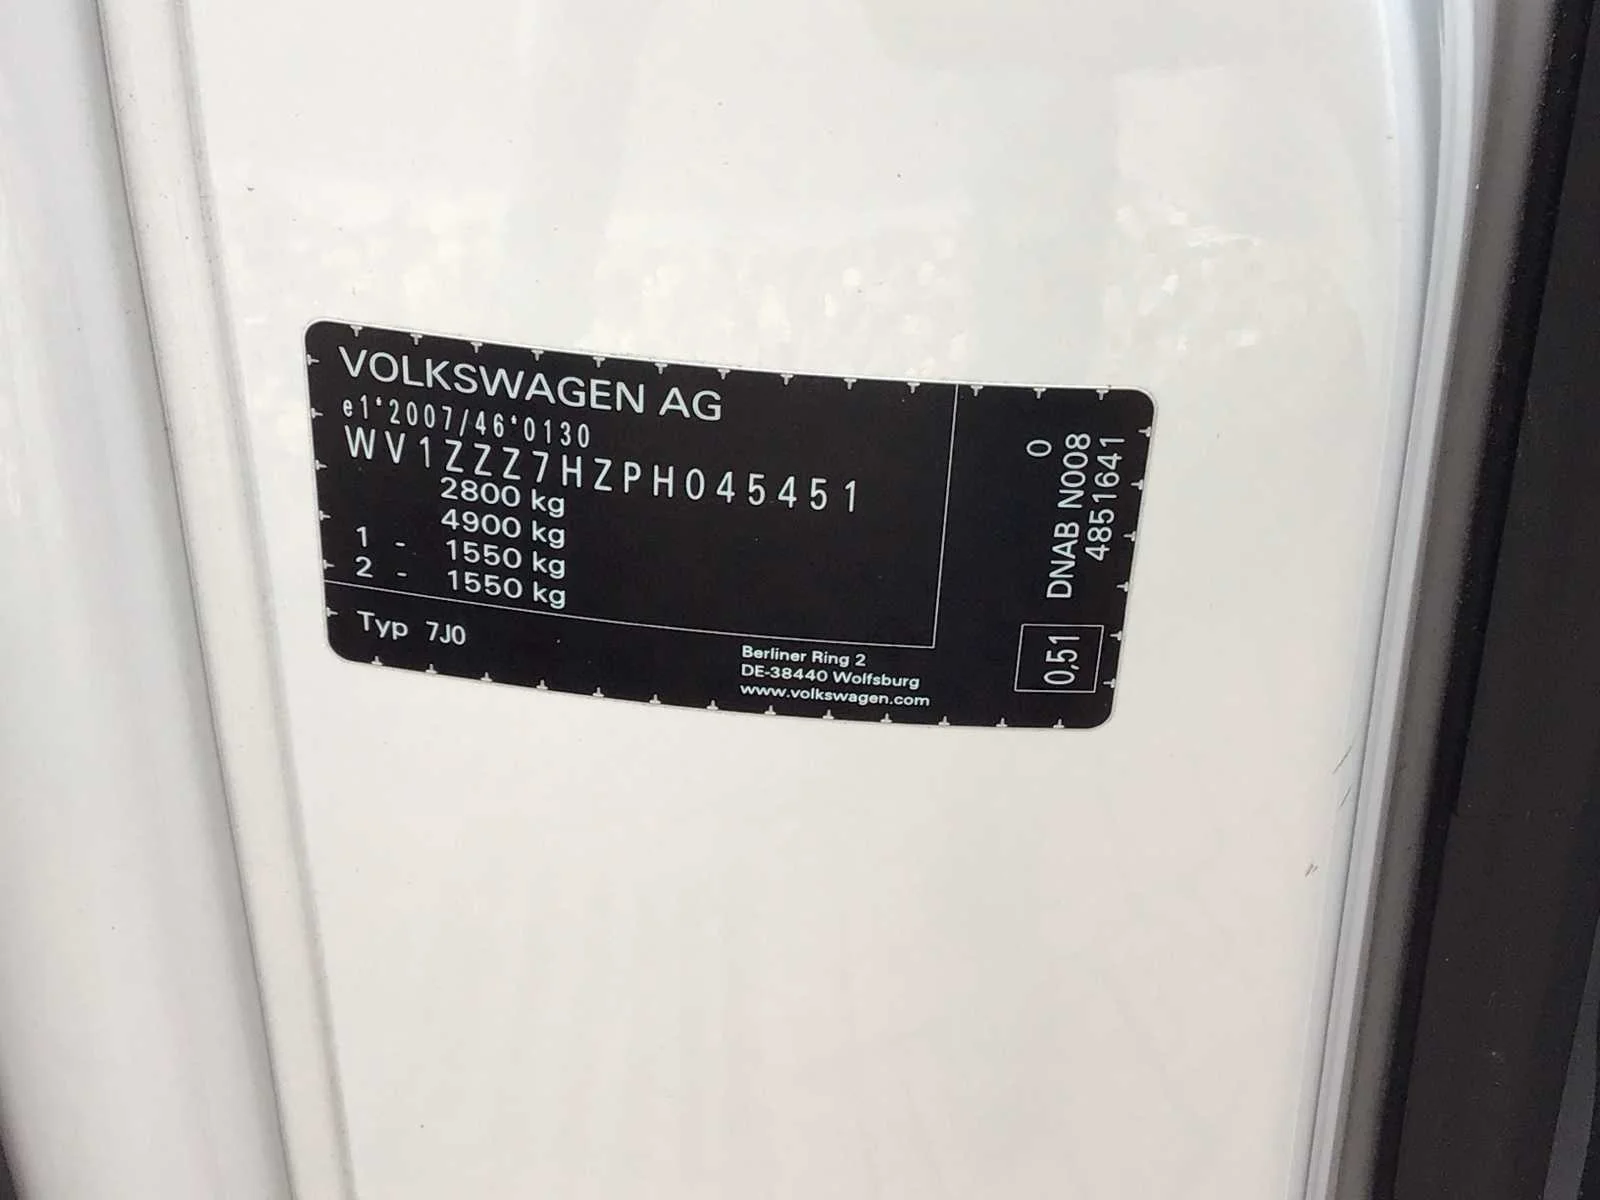 VOLKSWAGEN AG
e1*2007/46*0130
WV1ZZZ7HZPH045451
2800 kg
4900 kg
1 - 1550 kg
2 - 1550 kg
Typ 7J0
Berliner Ring 2
DE-38440 Wolfsburg
www.volkswagen.com
0
DNAB N008
4851641
0,51